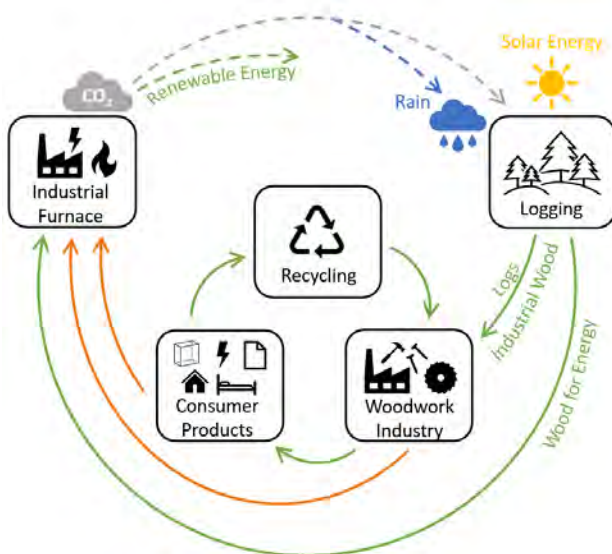 Solar Energy
CO2
Renewable Energy
Rain
Industrial
Furnace
Logging
Recycling
Logs
Industrial Wood
Wood for Energy
Consumer
Products
Woodwork
Industry